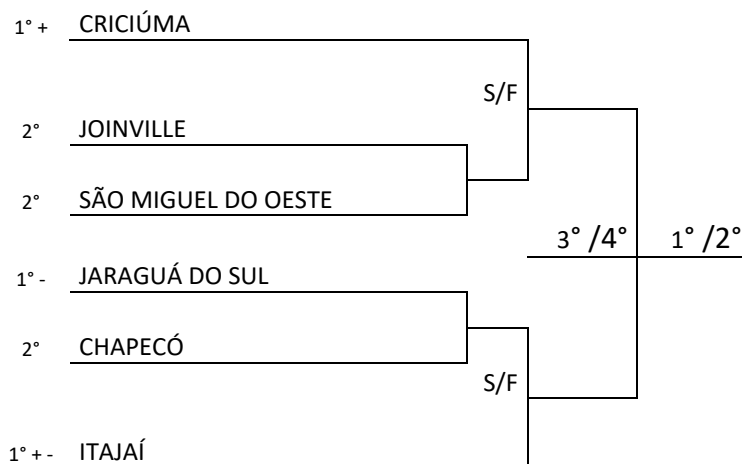 1° + CRICIÚMA
S/F
2° JOINVILLE
2° SÃO MIGUEL DO OESTE
3° /4° 1° /2°
1° - JARAGUÁ DO SUL
2° CHAPECÓ
S/F
1° + - ITAJAÍ